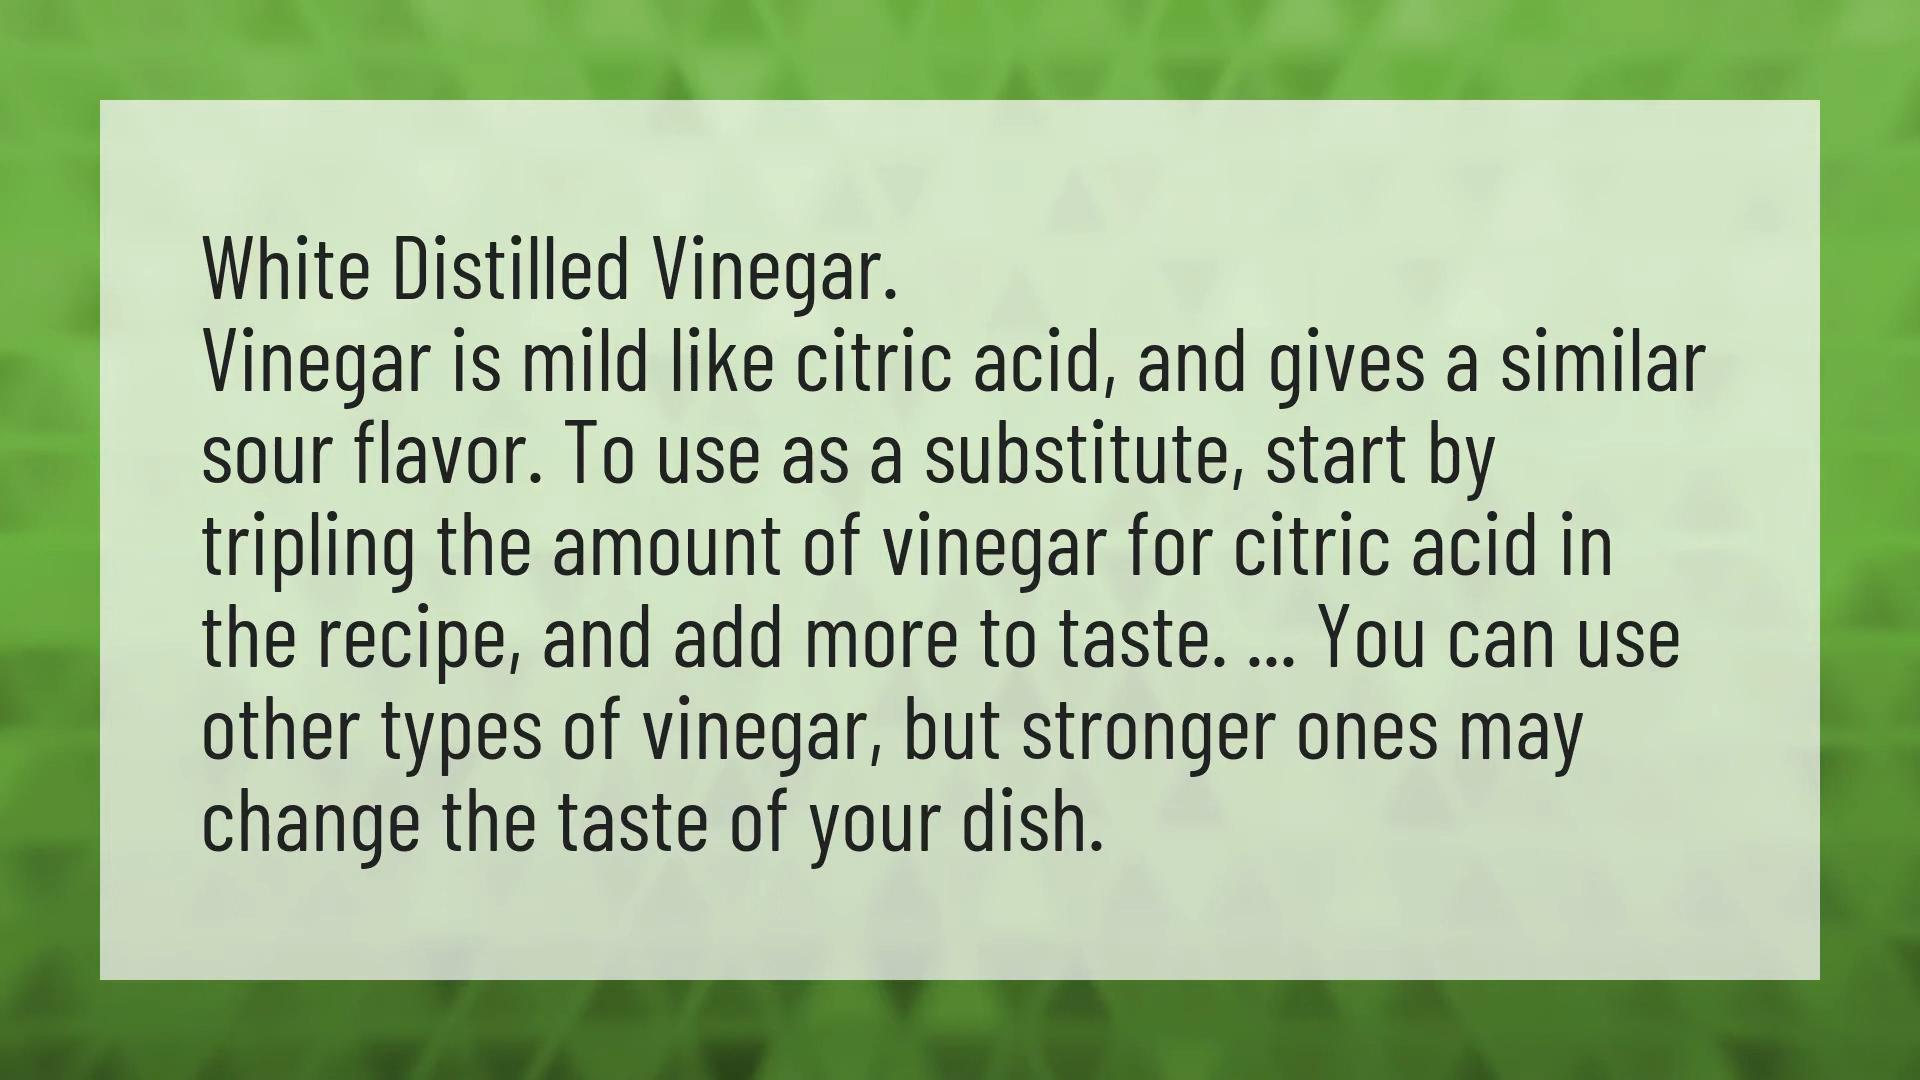 White Distilled Vinegar.
Vinegar is mild like citric acid, and gives a similar
sour flavor. To use as a substitute, start by
tripling the amount of vinegar for citric acid in
the recipe, and add more to taste. ... You can use
other types of vinegar, but stronger ones may
change the taste of your dish.